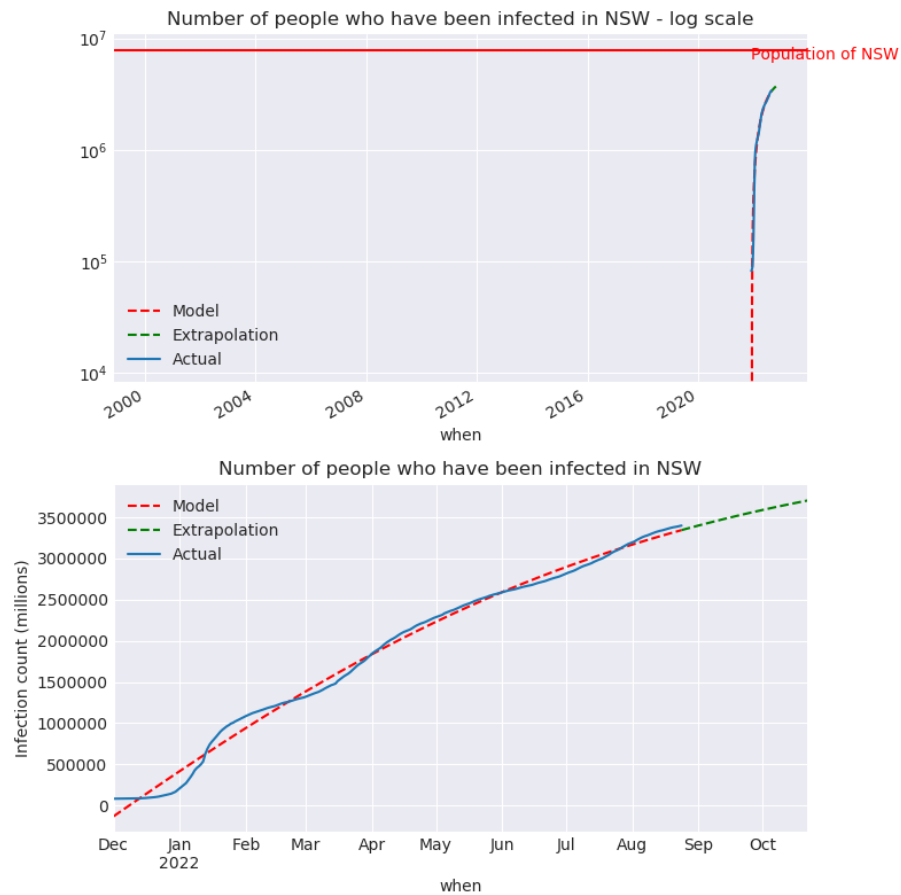 Number of people who have been infected in NSW - log scale
10⁷
Population of NSW
10⁶
10⁵
Model
Extrapolation
Actual
10⁴
2000 2004 2008 2012 2016 2020
when
Number of people who have been infected in NSW
Model
Extrapolation
Actual
Infection count (millions)
3500000
3000000
2500000
2000000
1500000
1000000
500000
0
Dec Jan Feb Mar Apr May Jun Jul Aug Sep Oct
2022
when